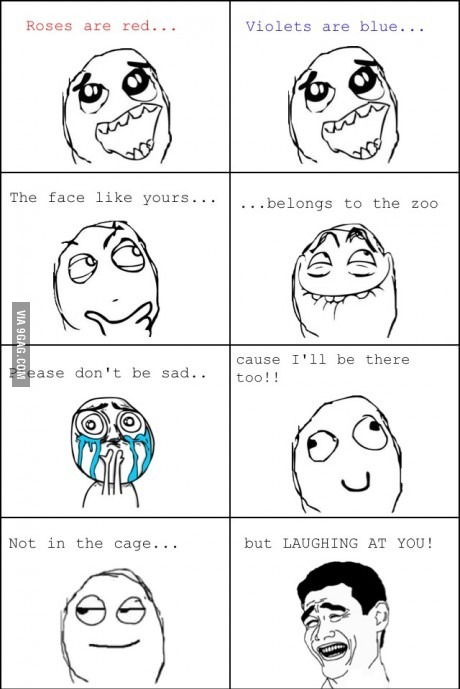 Roses are red...
Violets are blue...
The face like yours...
...belongs to the zoo
Please don't be sad..
cause I'll be there
too!!
Not in the cage...
but LAUGHING AT YOU!
VIA 9GAG.COM